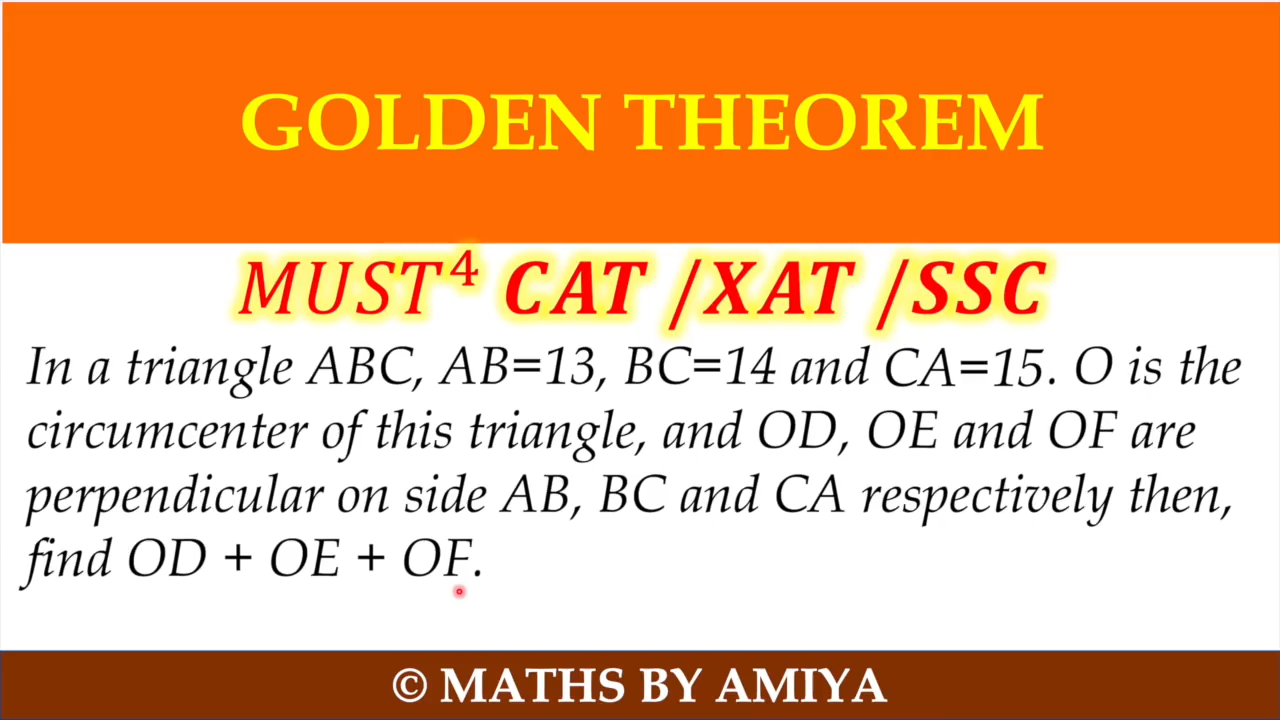 GOLDEN THEOREM
MUST⁴ CAT /XAT /SSC
In a triangle ABC, AB=13, BC=14 and CA=15. O is the
circumcenter of this triangle, and OD, OE and OF are
perpendicular on side AB, BC and CA respectively then,
find OD + OE + OF.
© MATHS BY AMIYA